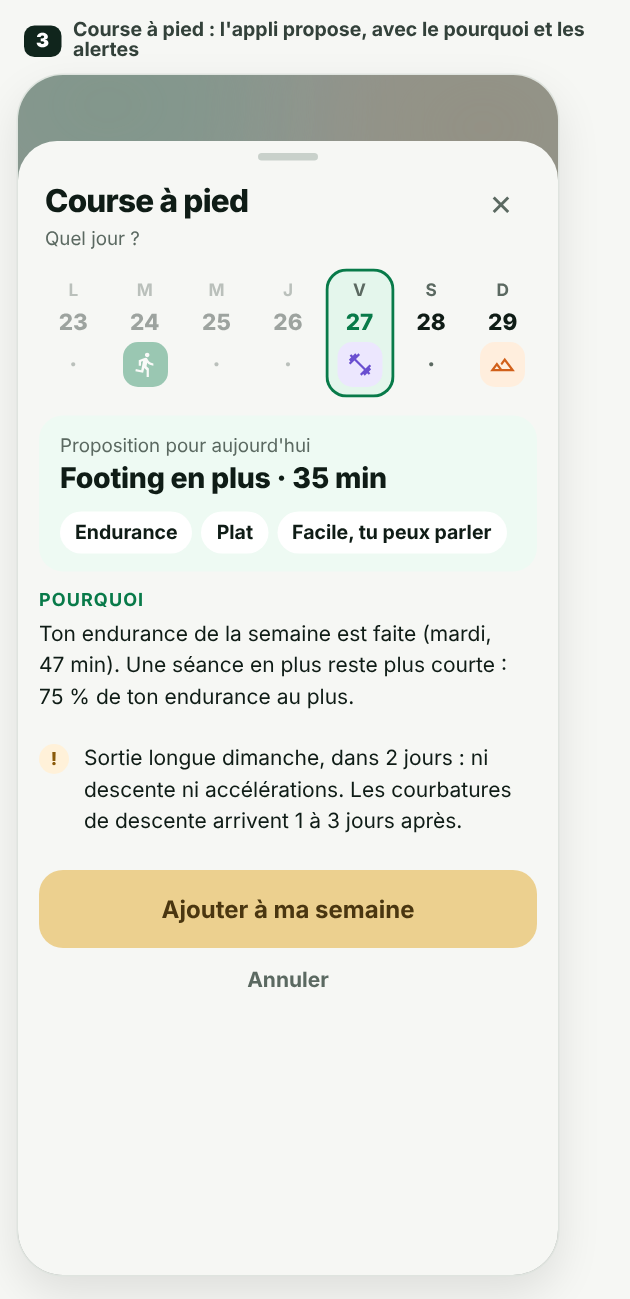 3
Course à pied : l'appli propose, avec le pourquoi et les
alertes
Course à pied
Quel jour ?
L M M J V S D
23 24 25 26 27 28 29
Proposition pour aujourd'hui
Footing en plus · 35 min
Endurance Plat Facile, tu peux parler
POURQUOI
Ton endurance de la semaine est faite (mardi,
47 min). Une séance en plus reste plus courte :
75 % de ton endurance au plus.
! Sortie longue dimanche, dans 2 jours : ni
descente ni accélérations. Les courbatures
de descente arrivent 1 à 3 jours après.
Ajouter à ma semaine
Annuler